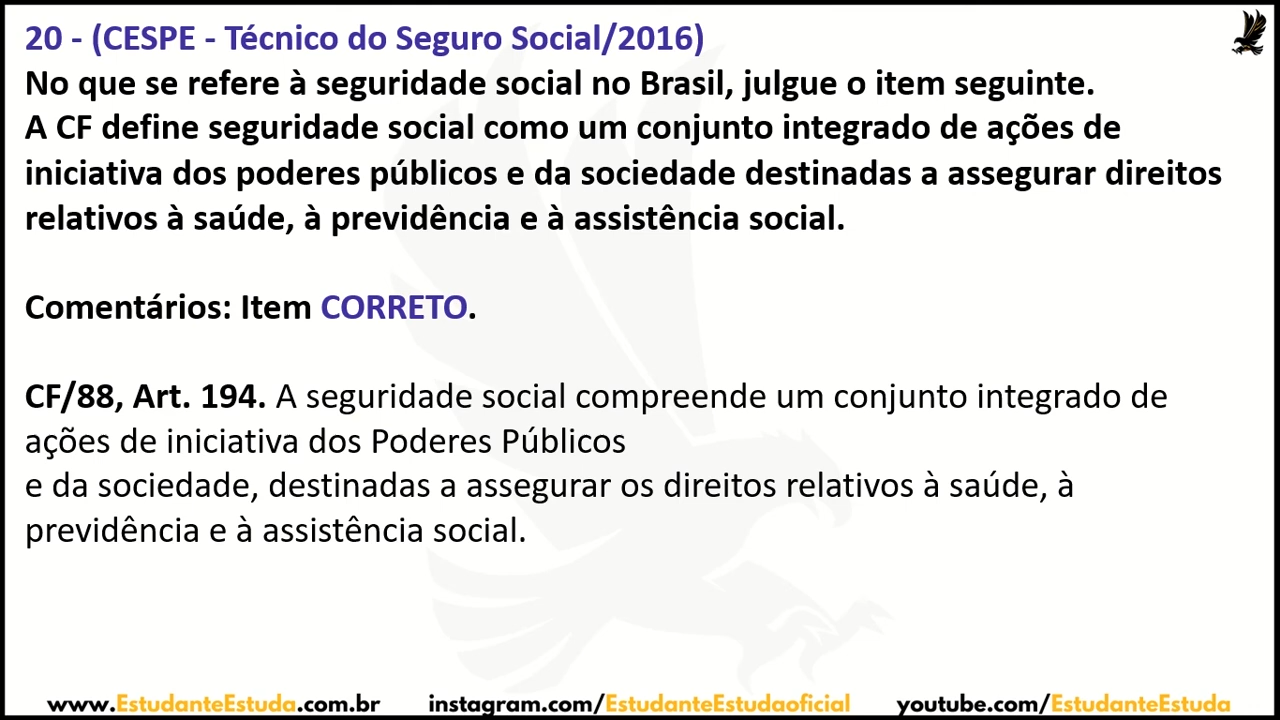 20 - (CESPE - Técnico do Seguro Social/2016)
No que se refere à seguridade social no Brasil, julgue o item seguinte.
A CF define seguridade social como um conjunto integrado de ações de
iniciativa dos poderes públicos e da sociedade destinadas a assegurar direitos
relativos à saúde, à previdência e à assistência social.
Comentários: Item CORRETO.
CF/88, Art. 194. A seguridade social compreende um conjunto integrado de
ações de iniciativa dos Poderes Públicos
e da sociedade, destinadas a assegurar os direitos relativos à saúde, à
previdência e à assistência social.
www.EstudanteEstuda.com.br instagram.com/EstudanteEstudaoficial youtube.com/EstudanteEstuda